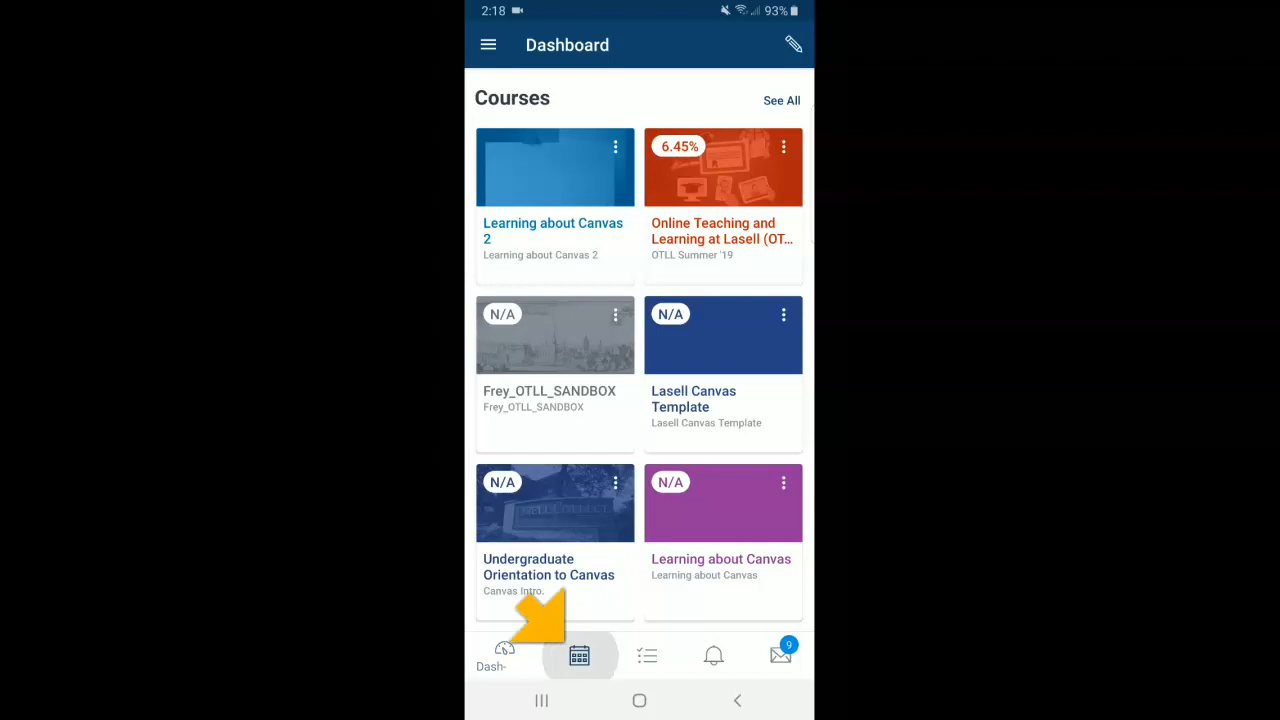 2:18
93%
Dashboard
Courses
See All
Learning about Canvas
2
Learning about Canvas 2
6.45%
Online Teaching and
Learning at Lasell (OT...
OTLL Summer '19
N/A
Frey_OTLL_SANDBOX
Frey_OTLL_SANDBOX
N/A
Lasell Canvas
Template
Lasell Canvas Template
N/A
Undergraduate
Orientation to Canvas
Canvas Intro.
N/A
Learning about Canvas
Learning about Canvas
Dash-
9